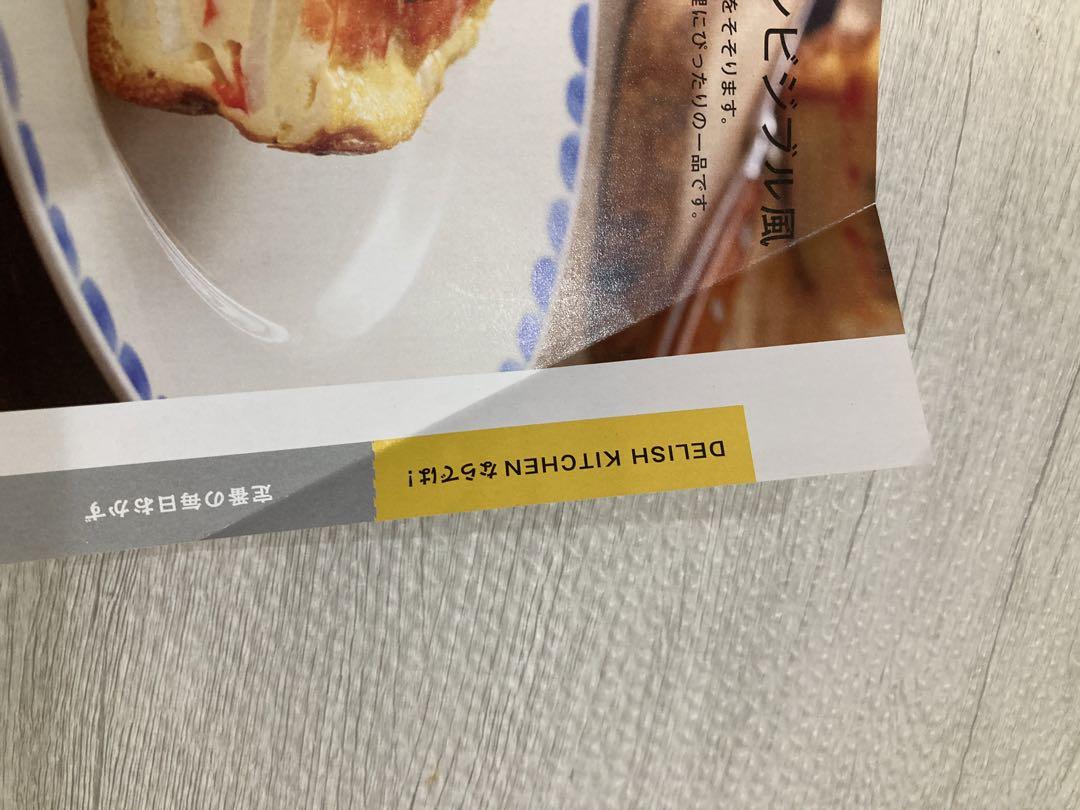 ンビジブル風
をそそります。
理にぴったりの一品です。
DELISH KITCHENならでは!
定番の毎日おかず